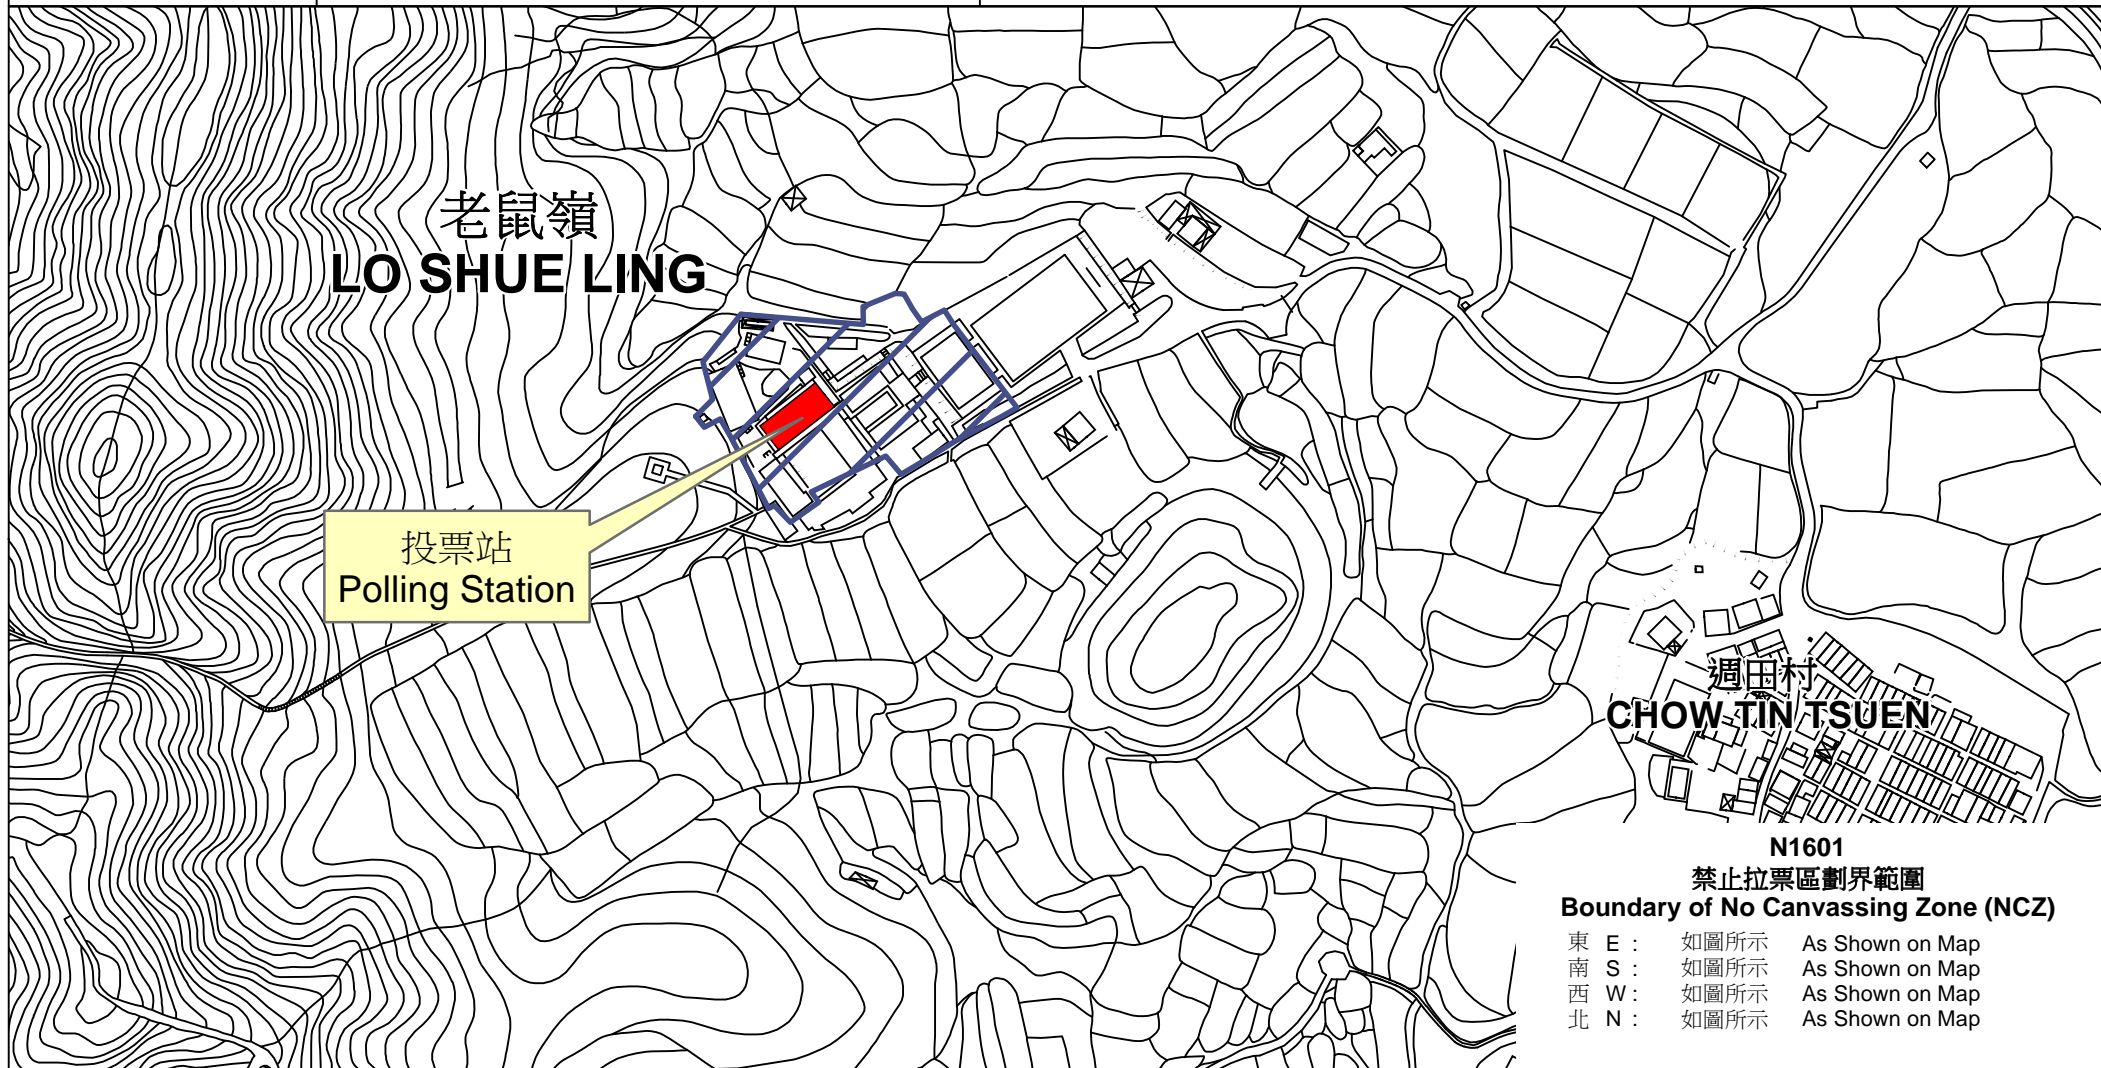 老鼠嶺
LO SHUE LING
投票站
Polling Station
週田村
CHOW TIN TSUEN
N1601
禁止拉票區劃界範圍
Boundary of No Canvassing Zone (NCZ)
東 E : 如圖所示 As Shown on Map
南 S : 如圖所示 As Shown on Map
西 W : 如圖所示 As Shown on Map
北 N : 如圖所示 As Shown on Map